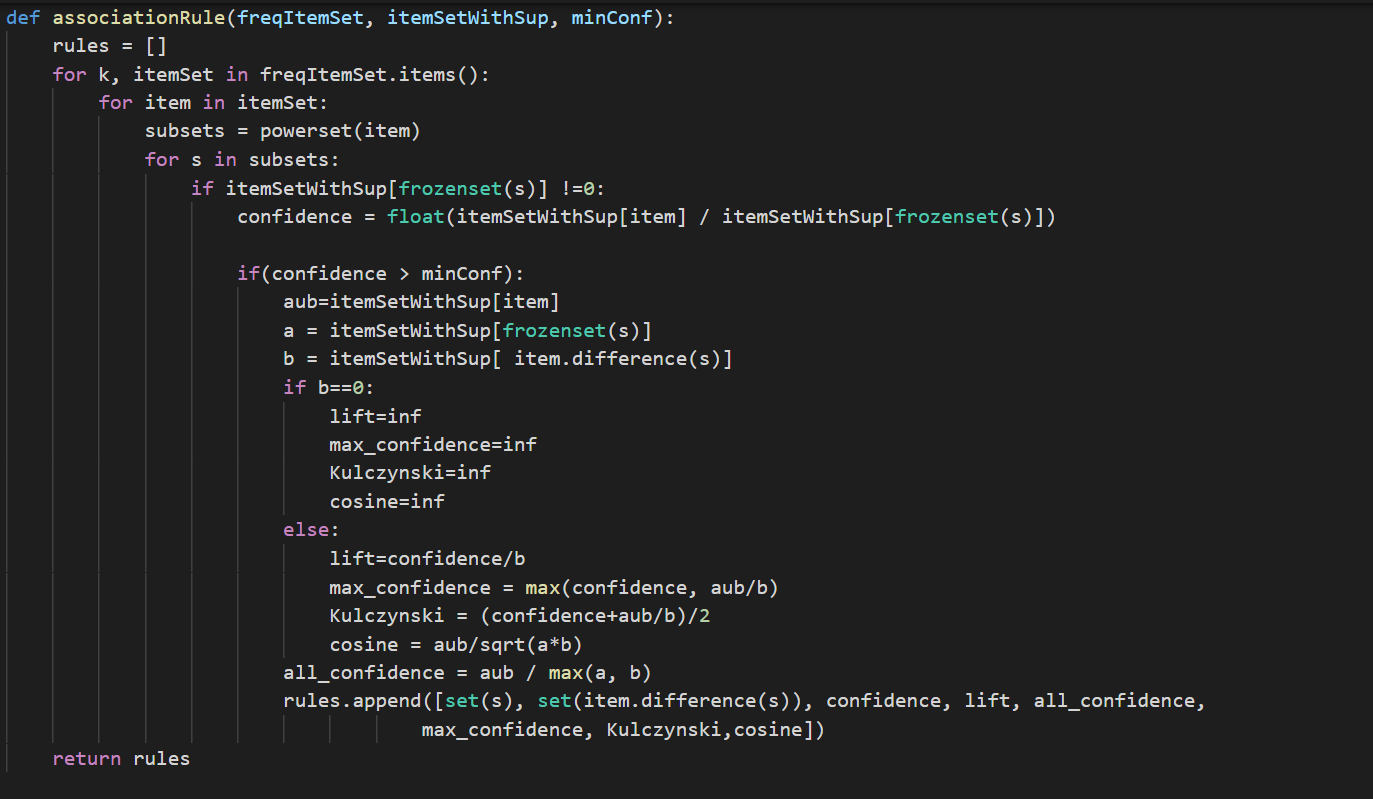 def associationRule(freqItemSet, itemSetWithSup, minConf):
    rules = []
    for k, itemSet in freqItemSet.items():
        for item in itemSet:
            subsets = powerset(item)
            for s in subsets:
                if itemSetWithSup[frozenset(s)] !=0:
                    confidence = float(itemSetWithSup[item] / itemSetWithSup[frozenset(s)])

                    if(confidence > minConf):
                        aub=itemSetWithSup[item]
                        a = itemSetWithSup[frozenset(s)]
                        b = itemSetWithSup[ item.difference(s)]
                        if b==0:
                            lift=inf
                            max_confidence=inf
                            Kulczynski=inf
                            cosine=inf
                        else:
                            lift=confidence/b
                            max_confidence = max(confidence, aub/b)
                            Kulczynski = (confidence+aub/b)/2
                            cosine = aub/sqrt(a*b)
                        all_confidence = aub / max(a, b)
                        rules.append([set(s), set(item.difference(s)), confidence, lift, all_confidence,
                                    max_confidence, Kulczynski,cosine])
    return rules